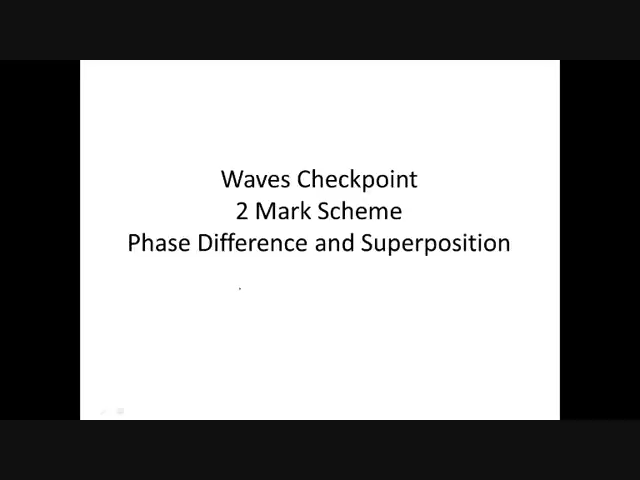 Waves Checkpoint
2 Mark Scheme
Phase Difference and Superposition